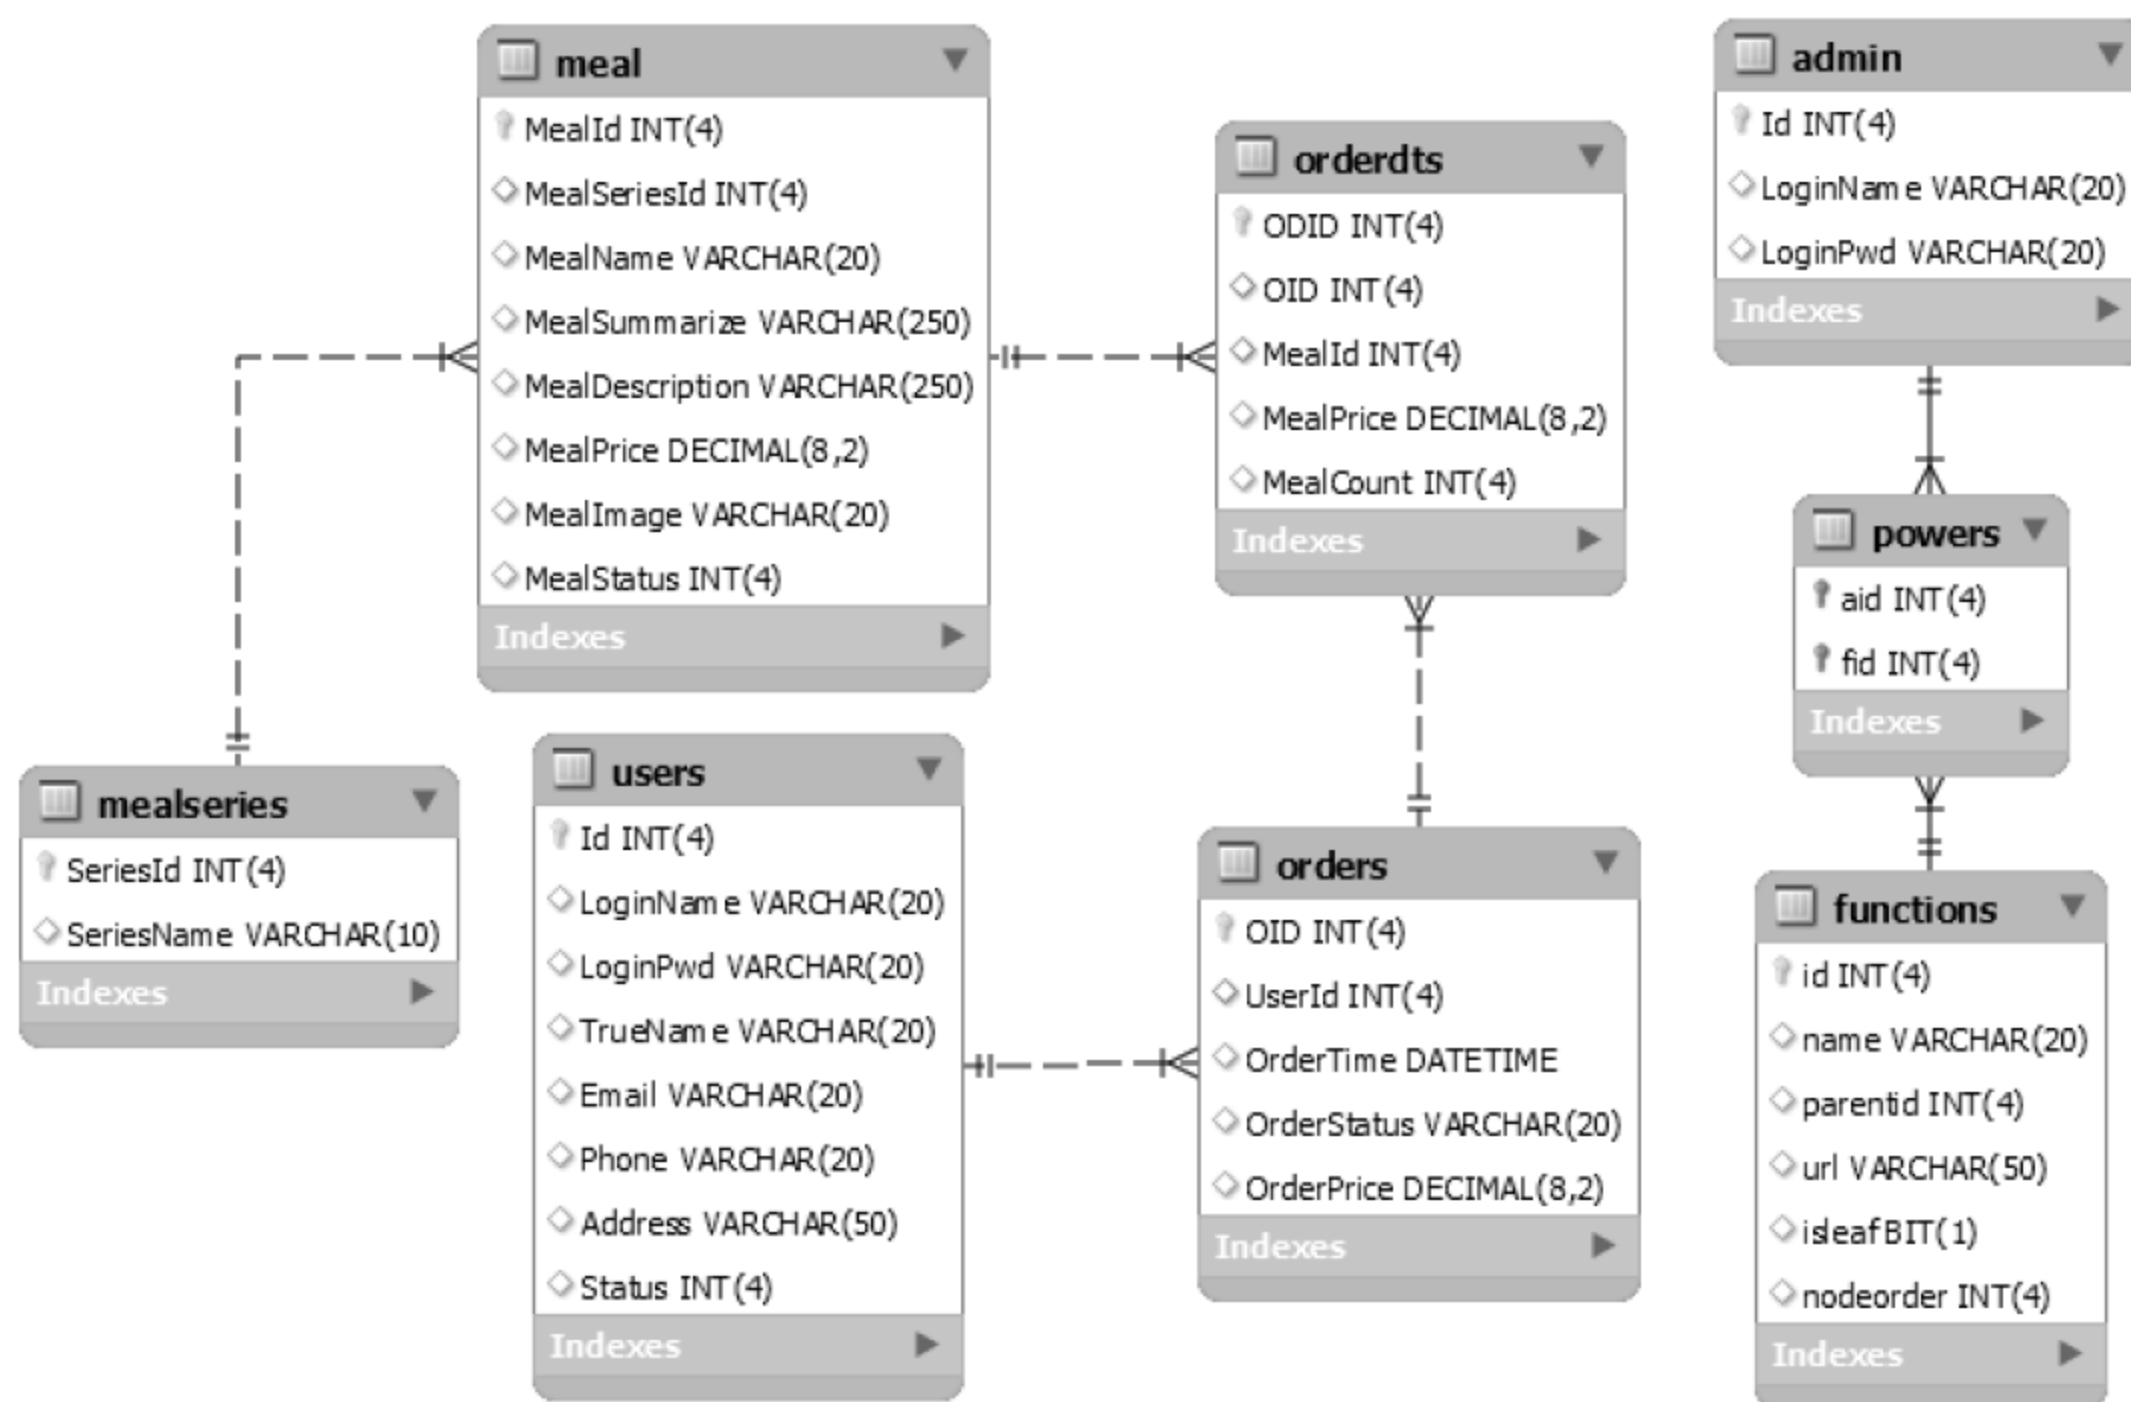 meal
MealId INT(4)
MealSeriesId INT(4)
MealName VARCHAR(20)
MealSummarize VARCHAR(250)
MealDescription VARCHAR(250)
MealPrice DECIMAL(8,2)
MealImage VARCHAR(20)
MealStatus INT(4)
Indexes
orderdts
ODID INT(4)
OID INT(4)
MealId INT(4)
MealPrice DECIMAL(8,2)
MealCount INT(4)
Indexes
admin
Id INT(4)
LoginName VARCHAR(20)
LoginPwd VARCHAR(20)
Indexes
powers
aid INT(4)
fid INT(4)
Indexes
mealseries
SeriesId INT(4)
SeriesName VARCHAR(10)
Indexes
users
Id INT(4)
LoginName VARCHAR(20)
LoginPwd VARCHAR(20)
TrueName VARCHAR(20)
Email VARCHAR(20)
Phone VARCHAR(20)
Address VARCHAR(50)
Status INT(4)
Indexes
orders
OID INT(4)
UserId INT(4)
OrderTime DATETIME
OrderStatus VARCHAR(20)
OrderPrice DECIMAL(8,2)
Indexes
functions
id INT(4)
name VARCHAR(20)
parentid INT(4)
url VARCHAR(50)
isleaf BIT(1)
nodeorder INT(4)
Indexes